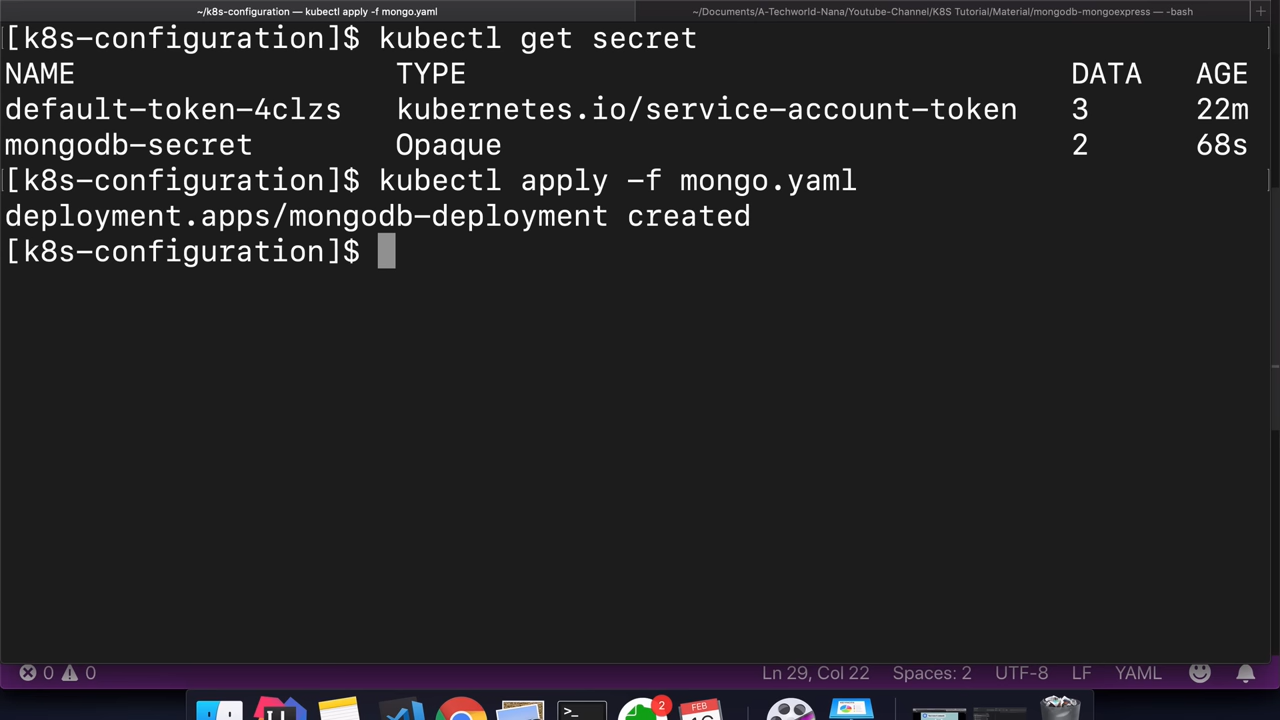 ~/k8s-configuration — kubectl apply -f mongo.yaml
~/Documents/A-Techworld-Nana/Youtube-Channel/K8S Tutorial/Material/mongodb-mongoexpress — -bash
[k8s-configuration]$ kubectl get secret
NAME TYPE DATA AGE
default-token-4clzs kubernetes.io/service-account-token 3 22m
mongodb-secret Opaque 2 68s
[k8s-configuration]$ kubectl apply -f mongo.yaml
deployment.apps/mongodb-deployment created
[k8s-configuration]$
0 0 Ln 29, Col 22 Spaces: 2 UTF-8 LF YAML
>_ 2 FEB